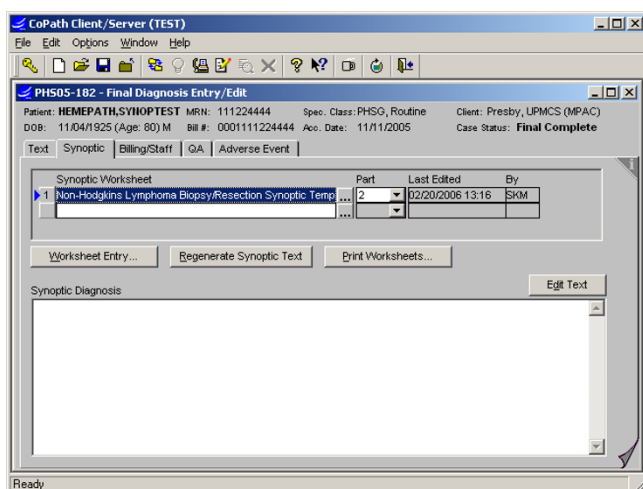 CoPath Client/Server (TEST)
File Edit Options Window Help
PHS05-182 - Final Diagnosis Entry/Edit
Patient: HEMEPATH,SYNOPTEST MRN: 111224444 Spec. Class: PHSG, Routine Client: Presby, UPMCS (MPAC)
DOB: 11/04/1925 (Age: 80) M Bill #: 0001111224444 Acc. Date: 11/11/2005 Case Status: Final Complete
Text Synoptic Billing/Staff QA Adverse Event
Synoptic Worksheet Part Last Edited By
1 Non-Hodgkins Lymphoma Biopsy/Resection Synoptic Temp ... 2 02/20/2006 13:16 SKM
...
Worksheet Entry... Regenerate Synoptic Text Print Worksheets...
Edit Text
Synoptic Diagnosis
Ready